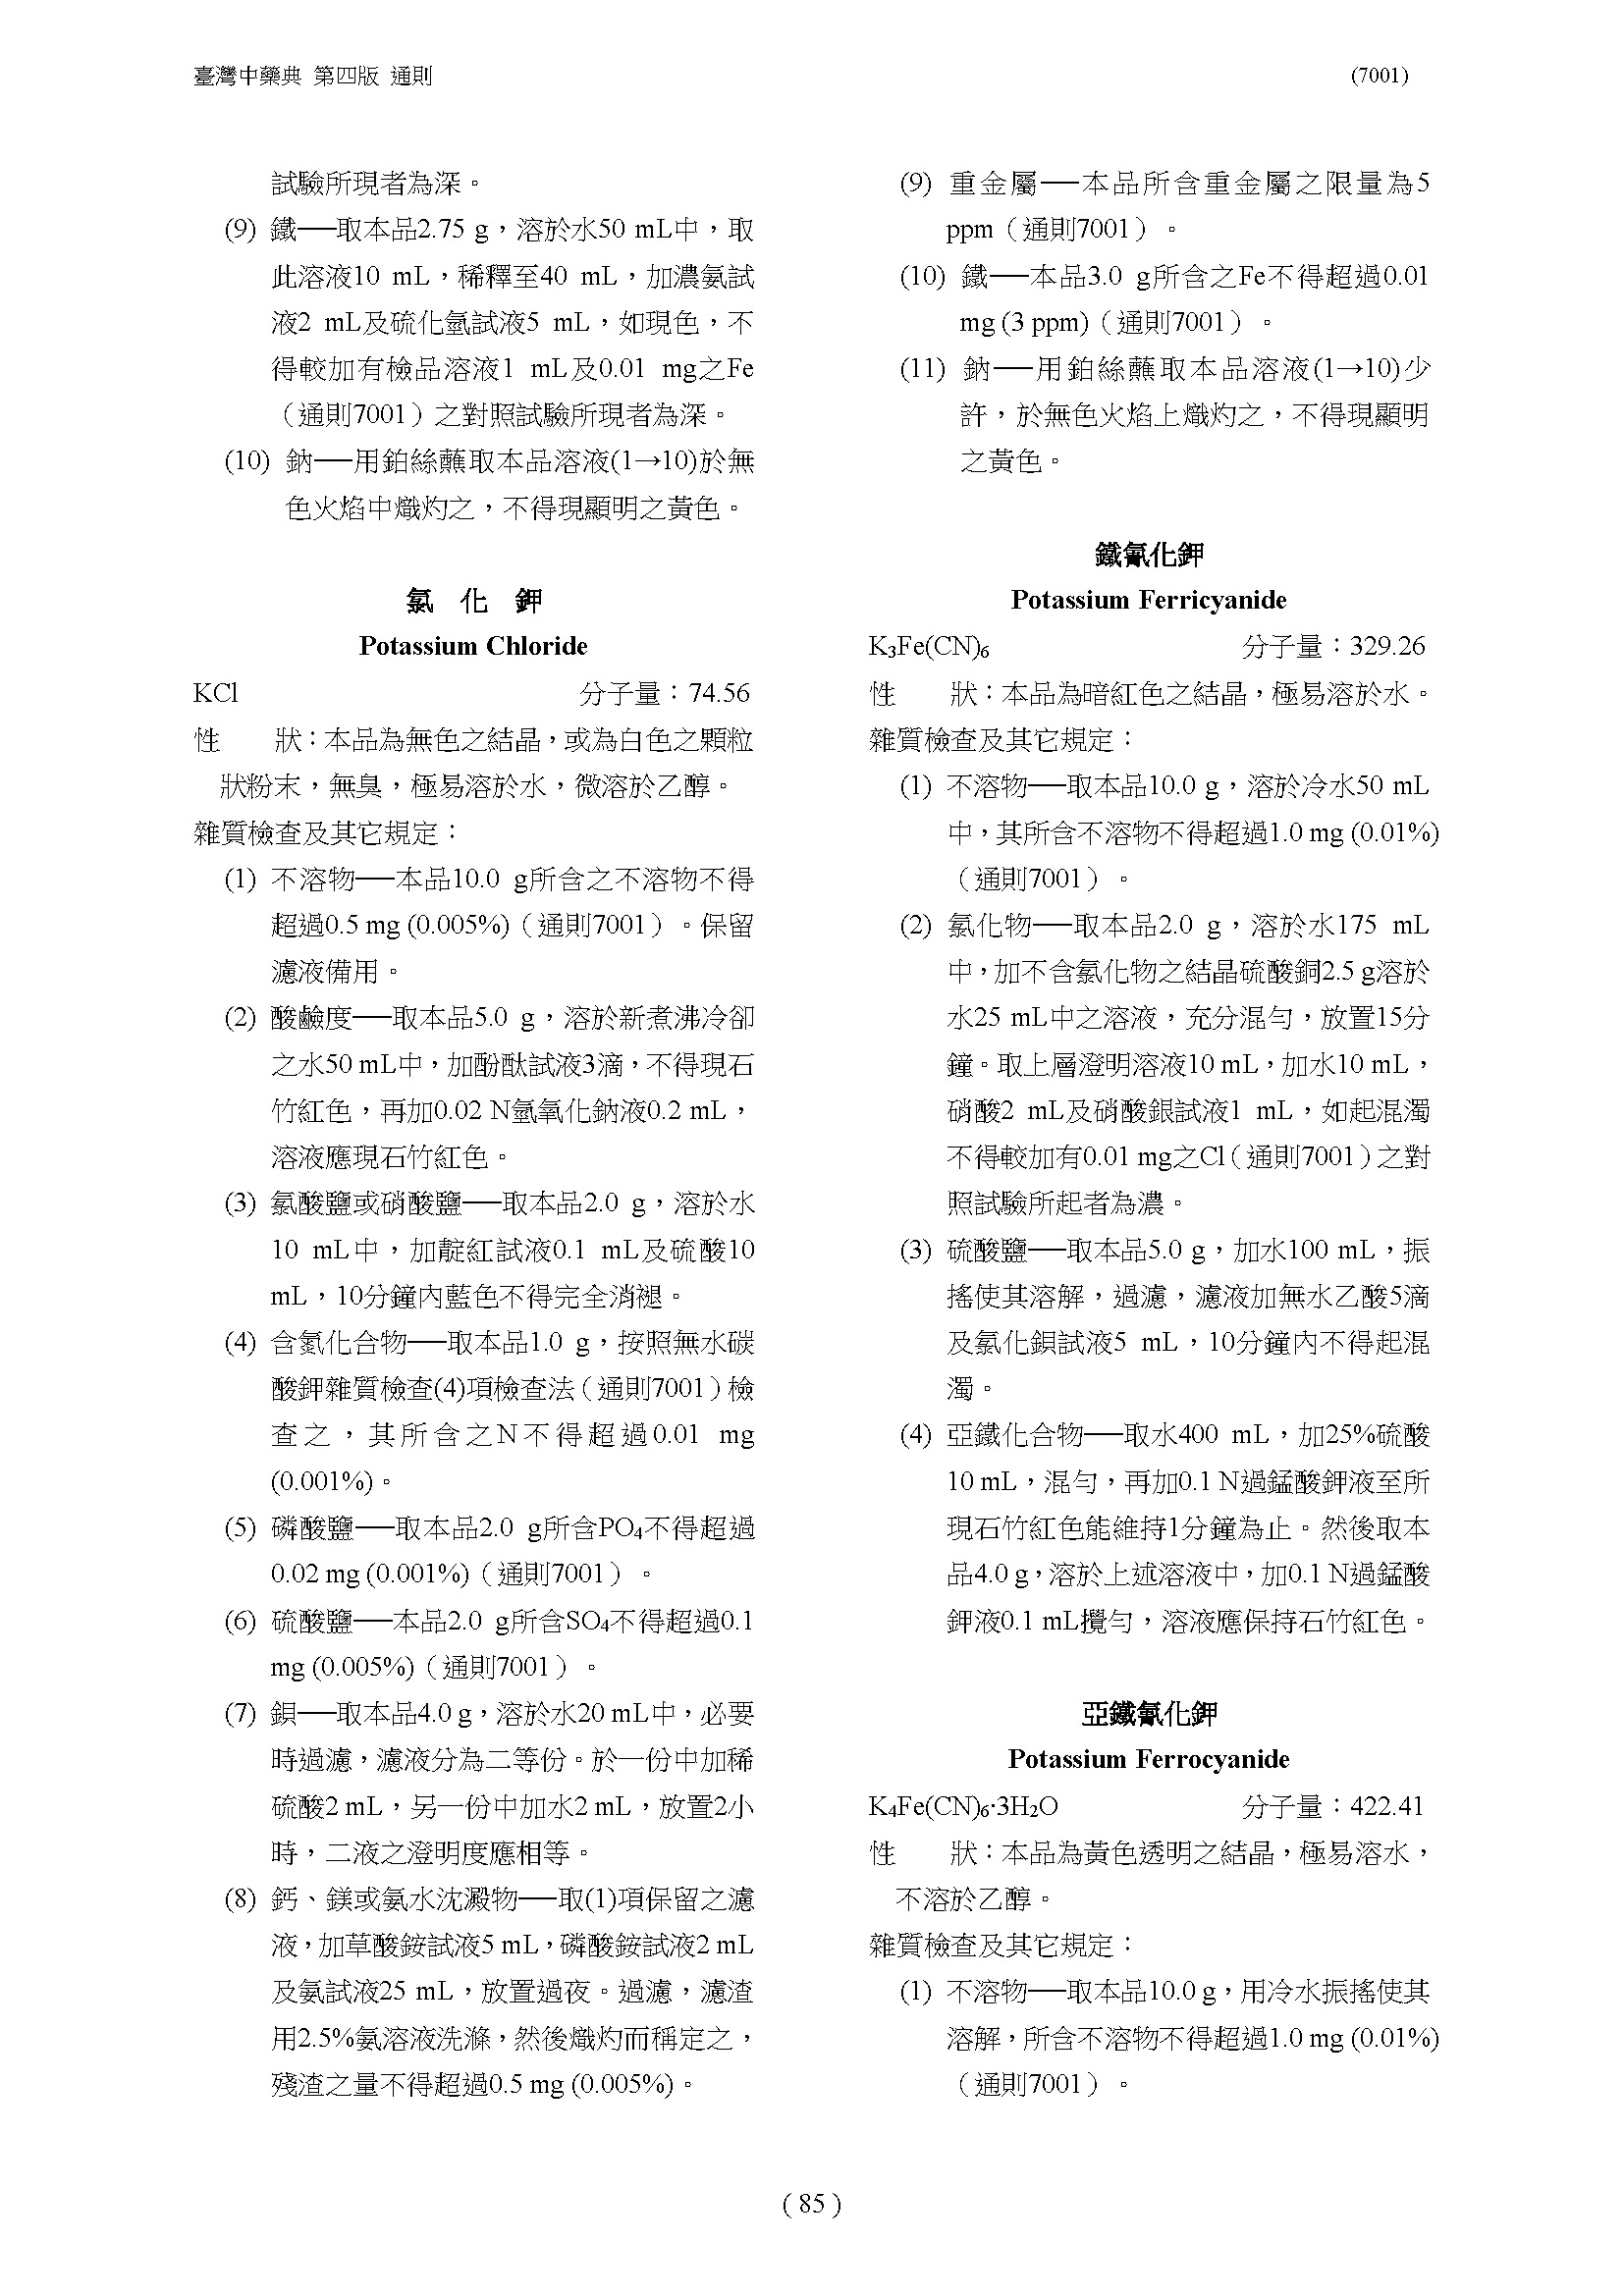 臺灣中藥典 第四版 通則
(7001)
試驗所現者為深。
(9) 鐵──取本品2.75 g，溶於水50 mL中，取
此溶液10 mL，稀釋至40 mL，加濃氨試
液2 mL及硫化氫試液5 mL，如現色，不
得較加有檢品溶液1 mL及0.01 mg之Fe
（通則7001）之對照試驗所現者為深。
(10) 鈉──用鉑絲蘸取本品溶液(1→10)於無
色火焰中熾灼之，不得現顯明之黃色。
氯 化 鉀
Potassium Chloride
KCl 分子量：74.56
性 狀：本品為無色之結晶，或為白色之顆粒
狀粉末，無臭，極易溶於水，微溶於乙醇。
雜質檢查及其它規定：
(1) 不溶物──本品10.0 g所含之不溶物不得
超過0.5 mg (0.005%)（通則7001）。保留
濾液備用。
(2) 酸鹼度──取本品5.0 g，溶於新煮沸冷卻
之水50 mL中，加酚酞試液3滴，不得現石
竹紅色，再加0.02 N氫氧化鈉液0.2 mL，
溶液應現石竹紅色。
(3) 氯酸鹽或硝酸鹽──取本品2.0 g，溶於水
10 mL中，加靛紅試液0.1 mL及硫酸10
mL，10分鐘內藍色不得完全消褪。
(4) 含氮化合物──取本品1.0 g，按照無水碳
酸鉀雜質檢查(4)項檢查法（通則7001）檢
查之，其所含之N不得超過0.01 mg
(0.001%)。
(5) 磷酸鹽──取本品2.0 g所含PO₄不得超過
0.02 mg (0.001%)（通則7001）。
(6) 硫酸鹽──本品2.0 g所含SO₄不得超過0.1
mg (0.005%)（通則7001）。
(7) 鋇──取本品4.0 g，溶於水20 mL中，必要
時過濾，濾液分為二等份。於一份中加稀
硫酸2 mL，另一份中加水2 mL，放置2小
時，二液之澄明度應相等。
(8) 鈣、鎂或氨水沈澱物──取(1)項保留之濾
液，加草酸銨試液5 mL，磷酸銨試液2 mL
及氨試液25 mL，放置過夜。過濾，濾渣
用2.5%氨溶液洗滌，然後熾灼而稱定之，
殘渣之量不得超過0.5 mg (0.005%)。
(9) 重金屬──本品所含重金屬之限量為5
ppm（通則7001）。
(10) 鐵──本品3.0 g所含之Fe不得超過0.01
mg (3 ppm)（通則7001）。
(11) 鈉──用鉑絲蘸取本品溶液(1→10)少
許，於無色火焰上熾灼之，不得現顯明
之黃色。
鐵氰化鉀
Potassium Ferricyanide
K₃Fe(CN)₆ 分子量：329.26
性 狀：本品為暗紅色之結晶，極易溶於水。
雜質檢查及其它規定：
(1) 不溶物──取本品10.0 g，溶於冷水50 mL
中，其所含不溶物不得超過1.0 mg (0.01%)
（通則7001）。
(2) 氯化物──取本品2.0 g，溶於水175 mL
中，加不含氯化物之結晶硫酸銅2.5 g溶於
水25 mL中之溶液，充分混勻，放置15分
鐘。取上層澄明溶液10 mL，加水10 mL，
硝酸2 mL及硝酸銀試液1 mL，如起混濁
不得較加有0.01 mg之Cl（通則7001）之對
照試驗所起者為濃。
(3) 硫酸鹽──取本品5.0 g，加水100 mL，振
搖使其溶解，過濾，濾液加無水乙酸5滴
及氯化鋇試液5 mL，10分鐘內不得起混
濁。
(4) 亞鐵化合物──取水400 mL，加25%硫酸
10 mL，混勻，再加0.1 N過錳酸鉀液至所
現石竹紅色能維持1分鐘為止。然後取本
品4.0 g，溶於上述溶液中，加0.1 N過錳酸
鉀液0.1 mL攪勻，溶液應保持石竹紅色。
亞鐵氰化鉀
Potassium Ferrocyanide
K₄Fe(CN)₆·3H₂O 分子量：422.41
性 狀：本品為黃色透明之結晶，極易溶水，
不溶於乙醇。
雜質檢查及其它規定：
(1) 不溶物──取本品10.0 g，用冷水振搖使其
溶解，所含不溶物不得超過1.0 mg (0.01%)
（通則7001）。
( 85 )